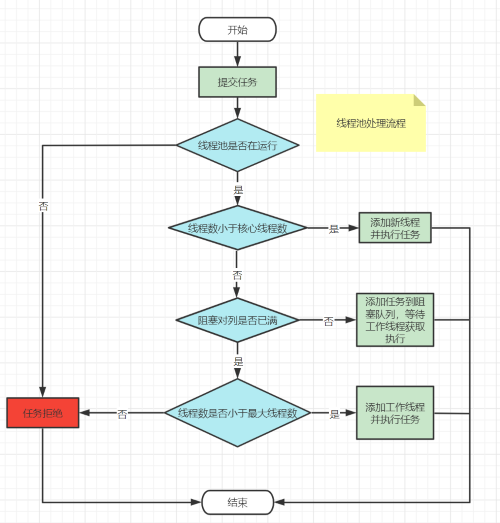 开始
提交任务
线程池处理流程
线程池是否在运行
是
否
线程数小于核心线程数
是
添加新线程
并执行任务
否
阻塞对列是否已满
否
添加任务到阻
塞队列，等待
工作线程获取
执行
是
线程数是否小于最大线程数
是
添加工作线程
并执行任务
否
任务拒绝
结束